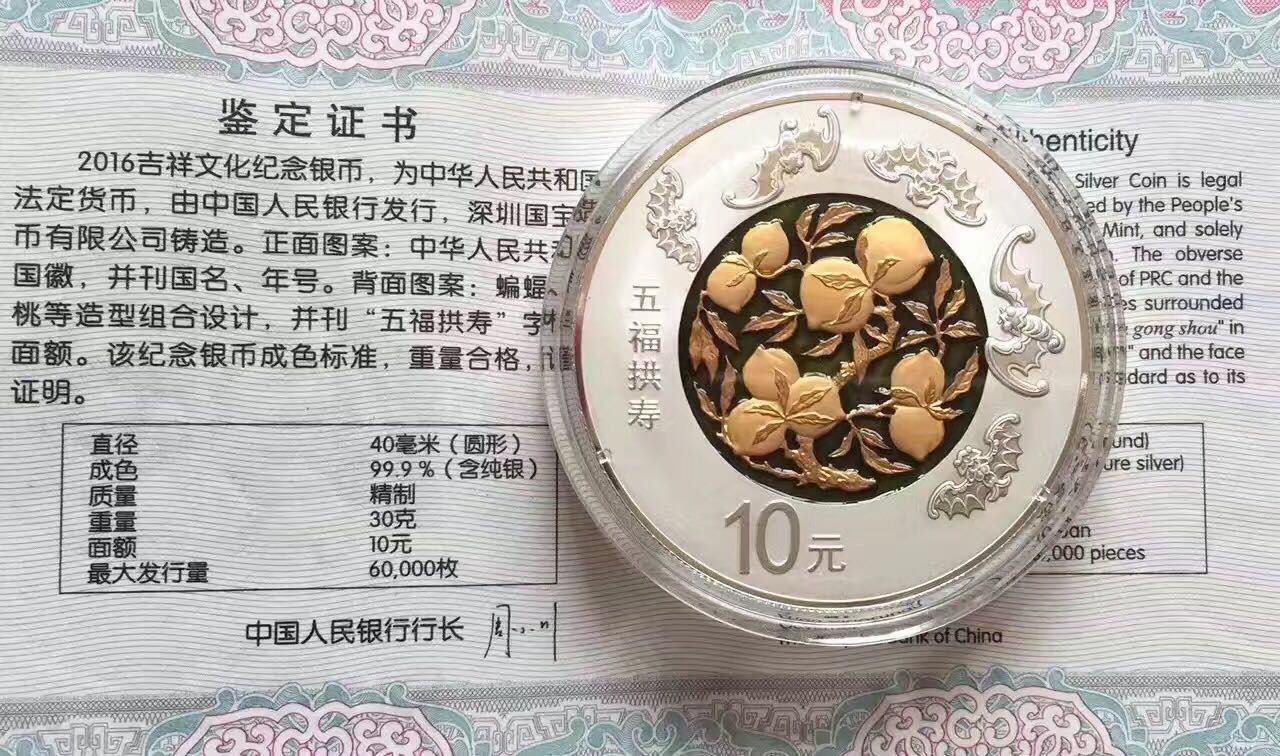 鉴定证书
2016吉祥文化纪念银币，为中华人民共和国
法定货币，由中国人民银行发行，深圳国宝造
币有限公司铸造。正面图案：中华人民共和
国徽，并刊国名、年号。背面图案：蝙蝠、
桃等造型组合设计，并刊“五福拱寿”字
面额。该纪念银币成色标准，重量合格，
证明。
直径 40毫米（圆形）
成色 99.9%（含纯银）
质量 精制
重量 30克
面额 10元
最大发行量 60,000枚
中国人民银行行长
五福拱寿
10元
henticity
Silver Coin is legal
ed by the People's
Mint, and solely
The obverse
of PRC and the
es surrounded
gong shou" in
" and the face
dard as to its
und)
ure silver)
,000 pieces
of China